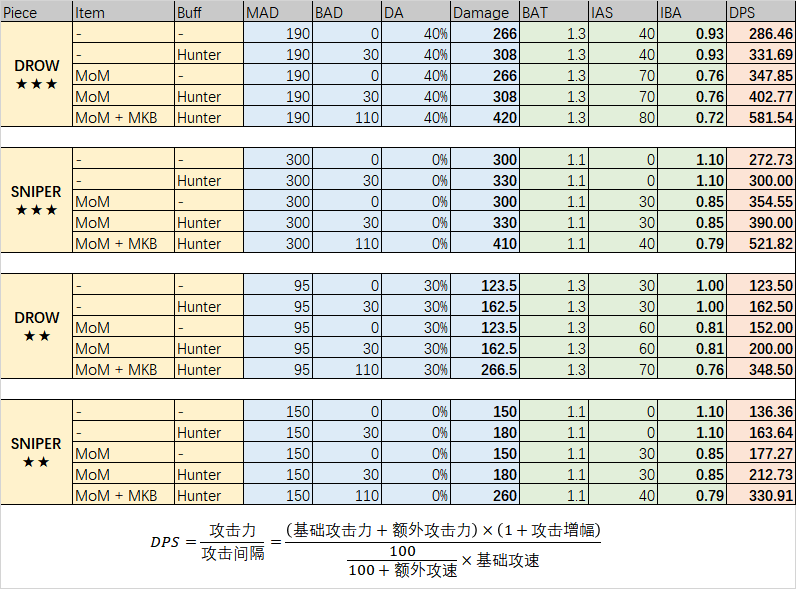 Piece Item Buff MAD BAD DA Damage BAT IAS IBA DPS
- - 190 0 40% 266 1.3 40 0.93 286.46
- Hunter 190 30 40% 308 1.3 40 0.93 331.69
DROW ★★★ MoM - 190 0 40% 266 1.3 70 0.76 347.85
MoM Hunter 190 30 40% 308 1.3 70 0.76 402.77
MoM + MKB Hunter 190 110 40% 420 1.3 80 0.72 581.54
- - 300 0 0% 300 1.1 0 1.10 272.73
- Hunter 300 30 0% 330 1.1 0 1.10 300.00
SNIPER ★★★ MoM - 300 0 0% 300 1.1 30 0.85 354.55
MoM Hunter 300 30 0% 330 1.1 30 0.85 390.00
MoM + MKB Hunter 300 110 0% 410 1.1 40 0.79 521.82
- - 95 0 30% 123.5 1.3 30 1.00 123.50
- Hunter 95 30 30% 162.5 1.3 30 1.00 162.50
DROW ★★ MoM - 95 0 30% 123.5 1.3 60 0.81 152.00
MoM Hunter 95 30 30% 162.5 1.3 60 0.81 200.00
MoM + MKB Hunter 95 110 30% 266.5 1.3 70 0.76 348.50
- - 150 0 0% 150 1.1 0 1.10 136.36
- Hunter 150 30 0% 180 1.1 0 1.10 163.64
SNIPER ★★ MoM - 150 0 0% 150 1.1 30 0.85 177.27
MoM Hunter 150 30 0% 180 1.1 30 0.85 212.73
MoM + MKB Hunter 150 110 0% 260 1.1 40 0.79 330.91
DPS = 攻击力 / 攻击间隔 = (基础攻击力 + 额外攻击力) × (1 + 攻击增幅)
100 / 100 + 额外攻速 × 基础攻速